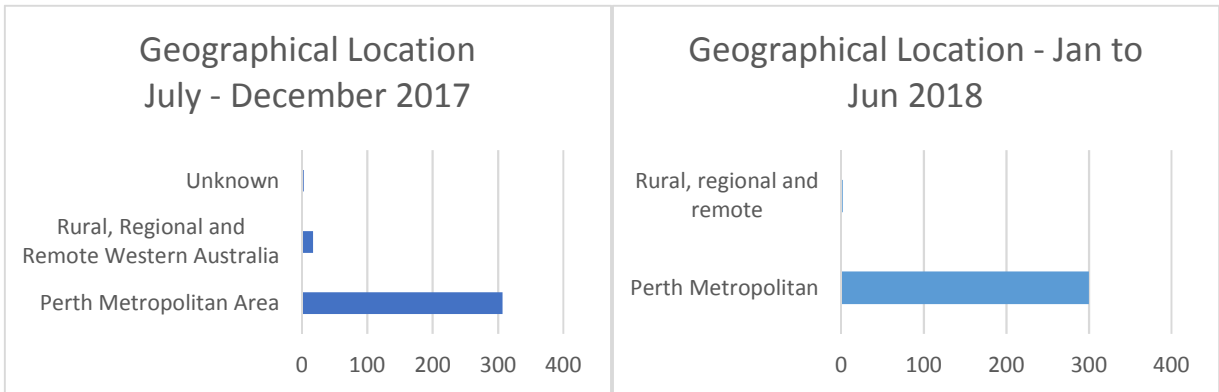 Geographical Location
July - December 2017
Unknown
Rural, Regional and
Remote Western Australia
Perth Metropolitan Area
0 100 200 300 400
Geographical Location - Jan to
Jun 2018
Rural, regional and
remote
Perth Metropolitan
0 100 200 300 400